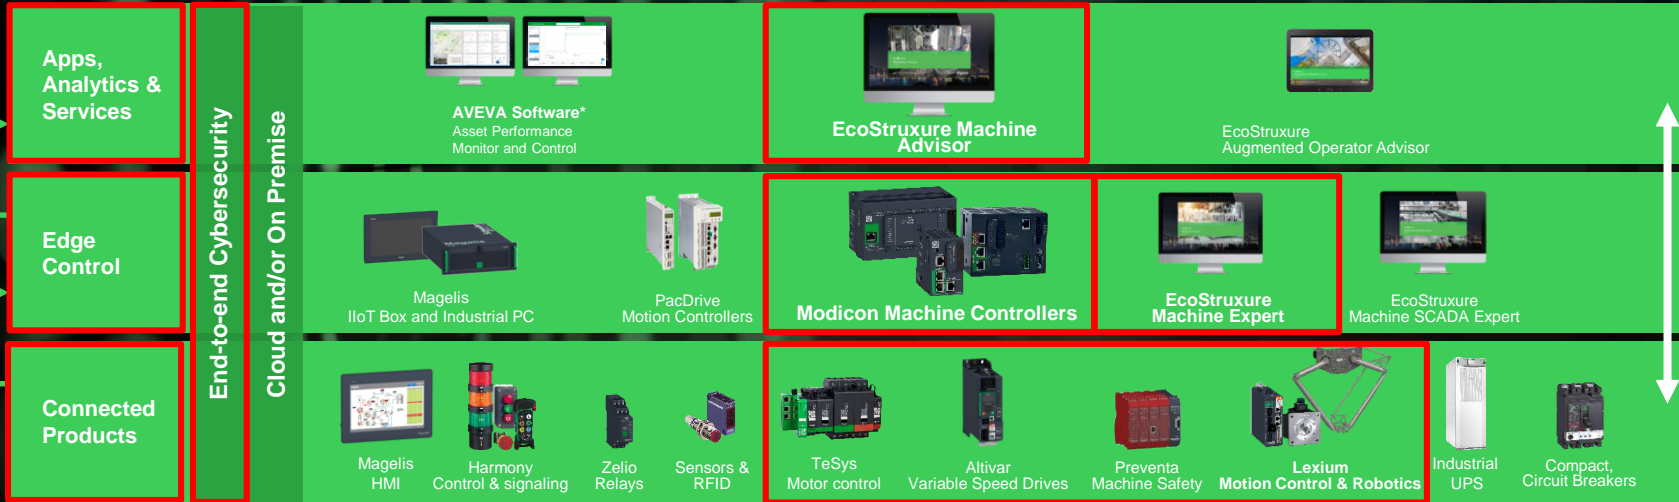 Apps,
Analytics &
Services
End-to-end Cybersecurity
Cloud and/or On Premise
AVEVA Software*
Asset Performance
Monitor and Control
EcoStruxure Machine
Advisor
EcoStruxure
Augmented Operator Advisor
Edge
Control
Magelis
IIoT Box and Industrial PC
PacDrive
Motion Controllers
Modicon Machine Controllers
EcoStruxure
Machine Expert
EcoStruxure
Machine SCADA Expert
Connected
Products
Magelis
HMI
Harmony
Control & signaling
Zelio
Relays
Sensors &
RFID
TeSys
Motor control
Altivar
Variable Speed Drives
Preventa
Machine Safety
Lexium
Motion Control & Robotics
Industrial
UPS
Compact,
Circuit Breakers